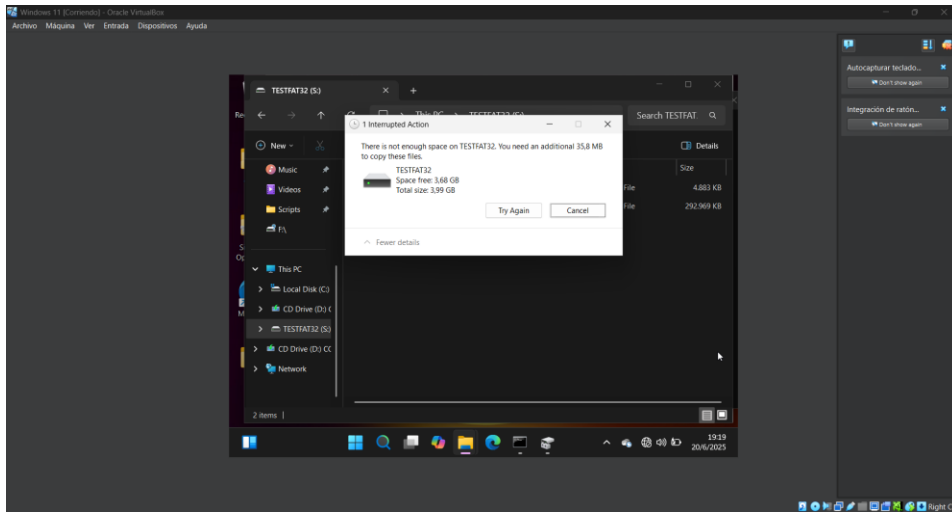 Windows 11 [Corriendo] - Oracle VirtualBox
Archivo Máquina Ver Entrada Dispositivos Ayuda
Autocapturar teclado...
Don't show again
Integración de ratón...
Don't show again
TESTFAT32 (S:)
This PC > TESTFAT32 (S:)
Search TESTFAT
New
Details
1 Interrupted Action
There is not enough space on TESTFAT32. You need an additional 35,8 MB
to copy these files.
TESTFAT32
Space free: 3,68 GB
Total size: 3,99 GB
Try Again
Cancel
Fewer details
Size
File 4.883 KB
File 292.969 KB
Music
Videos
Scripts
F:\
This PC
Local Disk (C:)
CD Drive (D:) (
TESTFAT32 (S:)
CD Drive (D:) CC
Network
2 items
19:19
20/6/2025
Right C